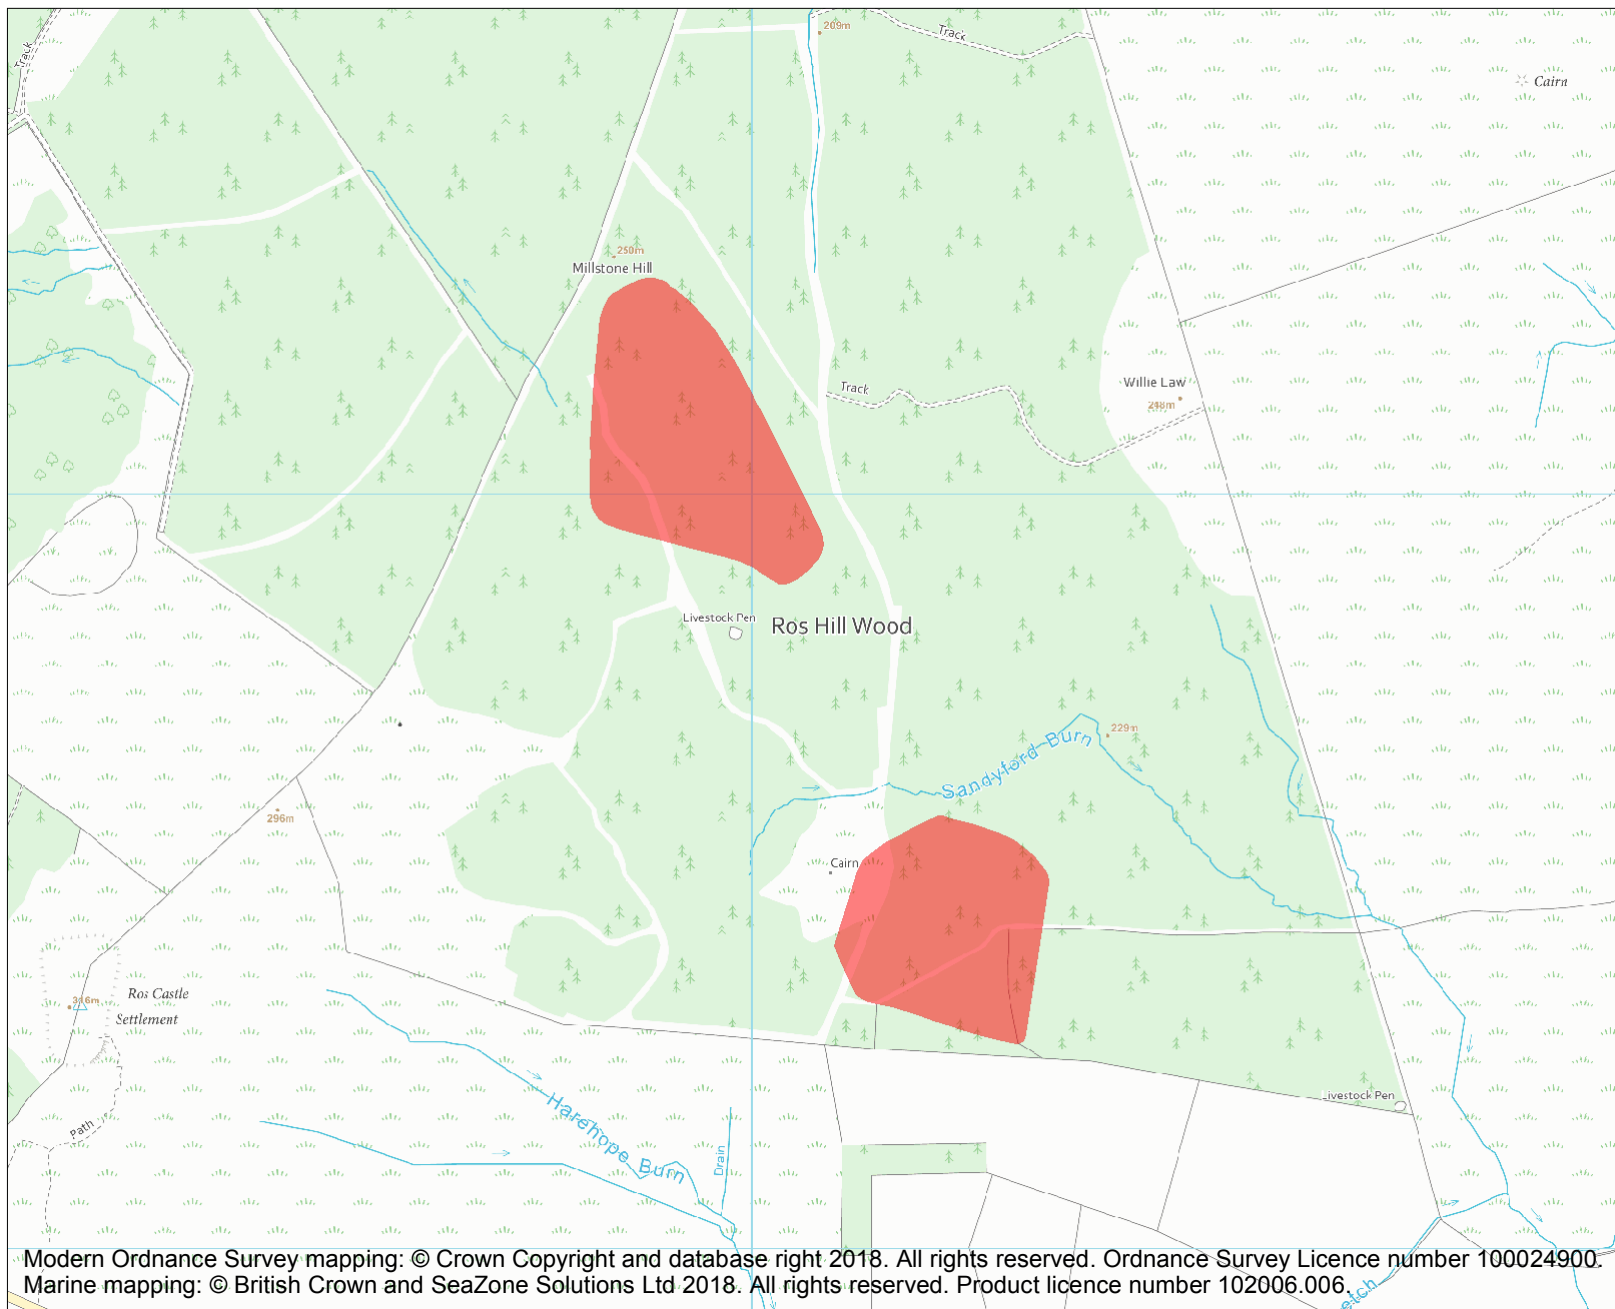 209m
Track
Track
Cairn
250m
Millstone Hill
Track
Willie Law
248m
Livestock Pen
Ros Hill Wood
229m
Sandyford Burn
296m
Cairn
Ros Castle
Settlement
316m
Livestock Pen
Path
Harehope Burn
Drain
Modern Ordnance Survey mapping: © Crown Copyright and database right 2018. All rights reserved. Ordnance Survey Licence number 100024900.
Marine mapping: © British Crown and SeaZone Solutions Ltd 2018. All rights reserved. Product licence number 102006.006.